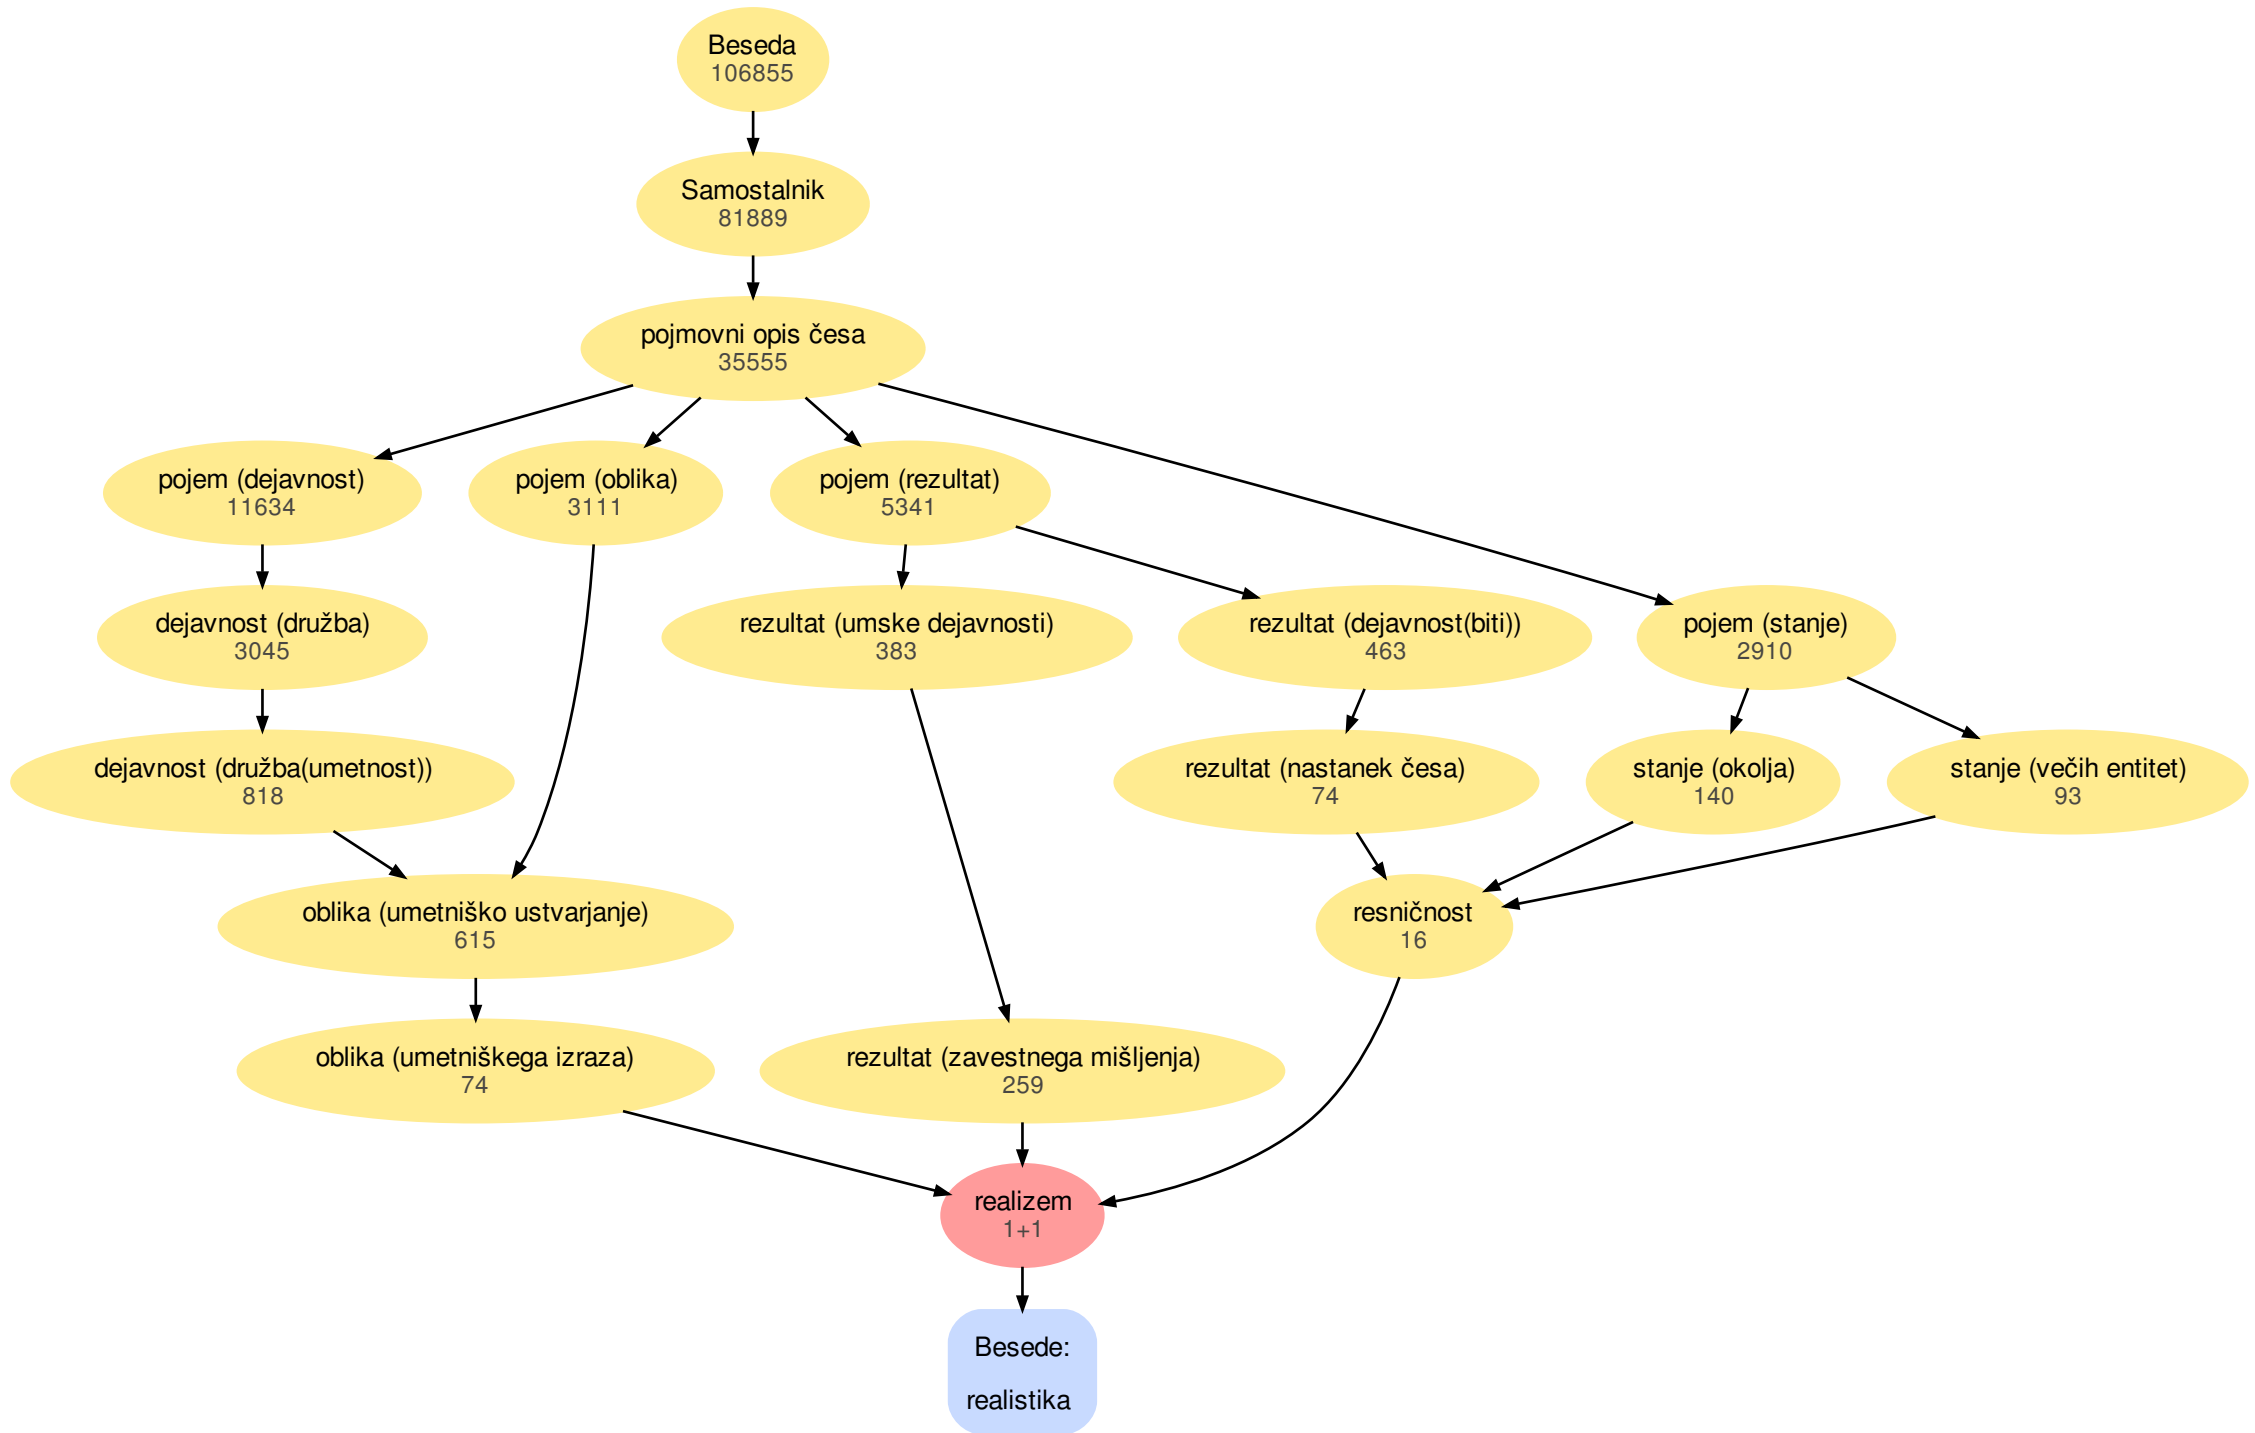 Beseda
106855
Samostalnik
81889
pojmovni opis česa
35555
pojem (dejavnost)
11634
pojem (oblika)
3111
pojem (rezultat)
5341
dejavnost (družba)
3045
rezultat (umske dejavnosti)
383
rezultat (dejavnost(biti))
463
pojem (stanje)
2910
dejavnost (družba(umetnost))
818
rezultat (nastanek česa)
74
stanje (okolja)
140
stanje (večih entitet)
93
oblika (umetniško ustvarjanje)
615
resničnost
16
oblika (umetniškega izraza)
74
rezultat (zavestnega mišljenja)
259
realizem
1+1
Besede:
realistika